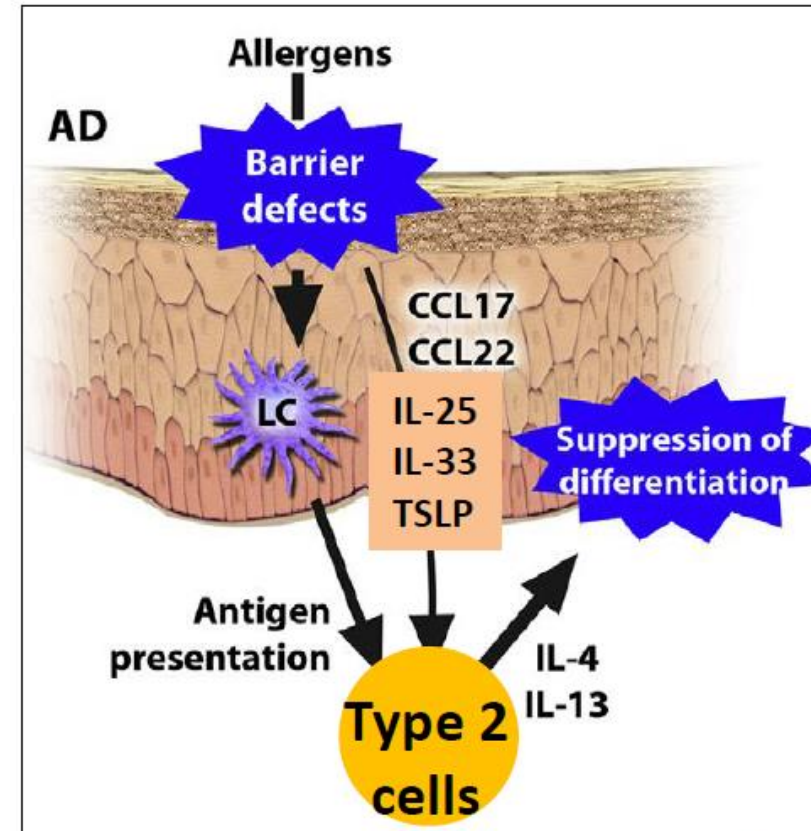 Allergens
AD
Barrier
defects
CCL17
CCL22
LC
IL-25
IL-33
TSLP
Suppression of
differentiation
Antigen
presentation
IL-4
IL-13
Type 2
cells